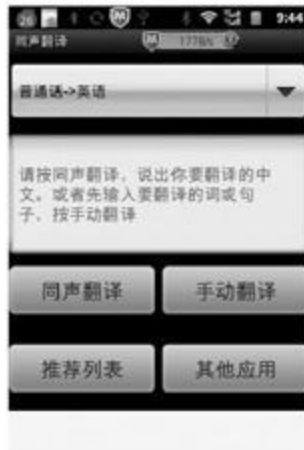 9:44
同声翻译
177B/s
普通话->英语
请按同声翻译，说出你要翻译的中
文。或者先输入要翻译的词或句
子，按手动翻译
同声翻译 手动翻译
推荐列表 其他应用